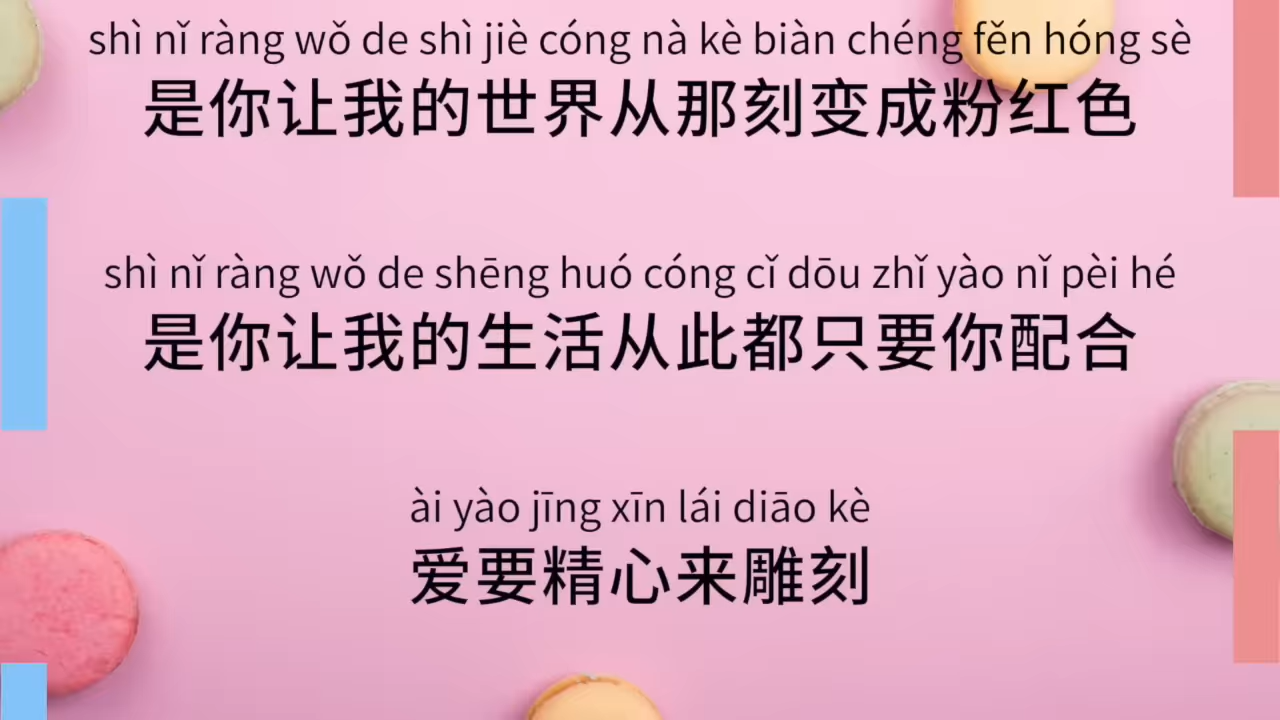 shì nǐ ràng wǒ de shì jiè cóng nà kè biàn chéng fěn hóng sè
是你让我的世界从那刻变成粉红色
shì nǐ ràng wǒ de shēng huó cóng cǐ dōu zhǐ yào nǐ pèi hé
是你让我的生活从此都只要你配合
ài yào jīng xīn lái diāo kè
爱要精心来雕刻